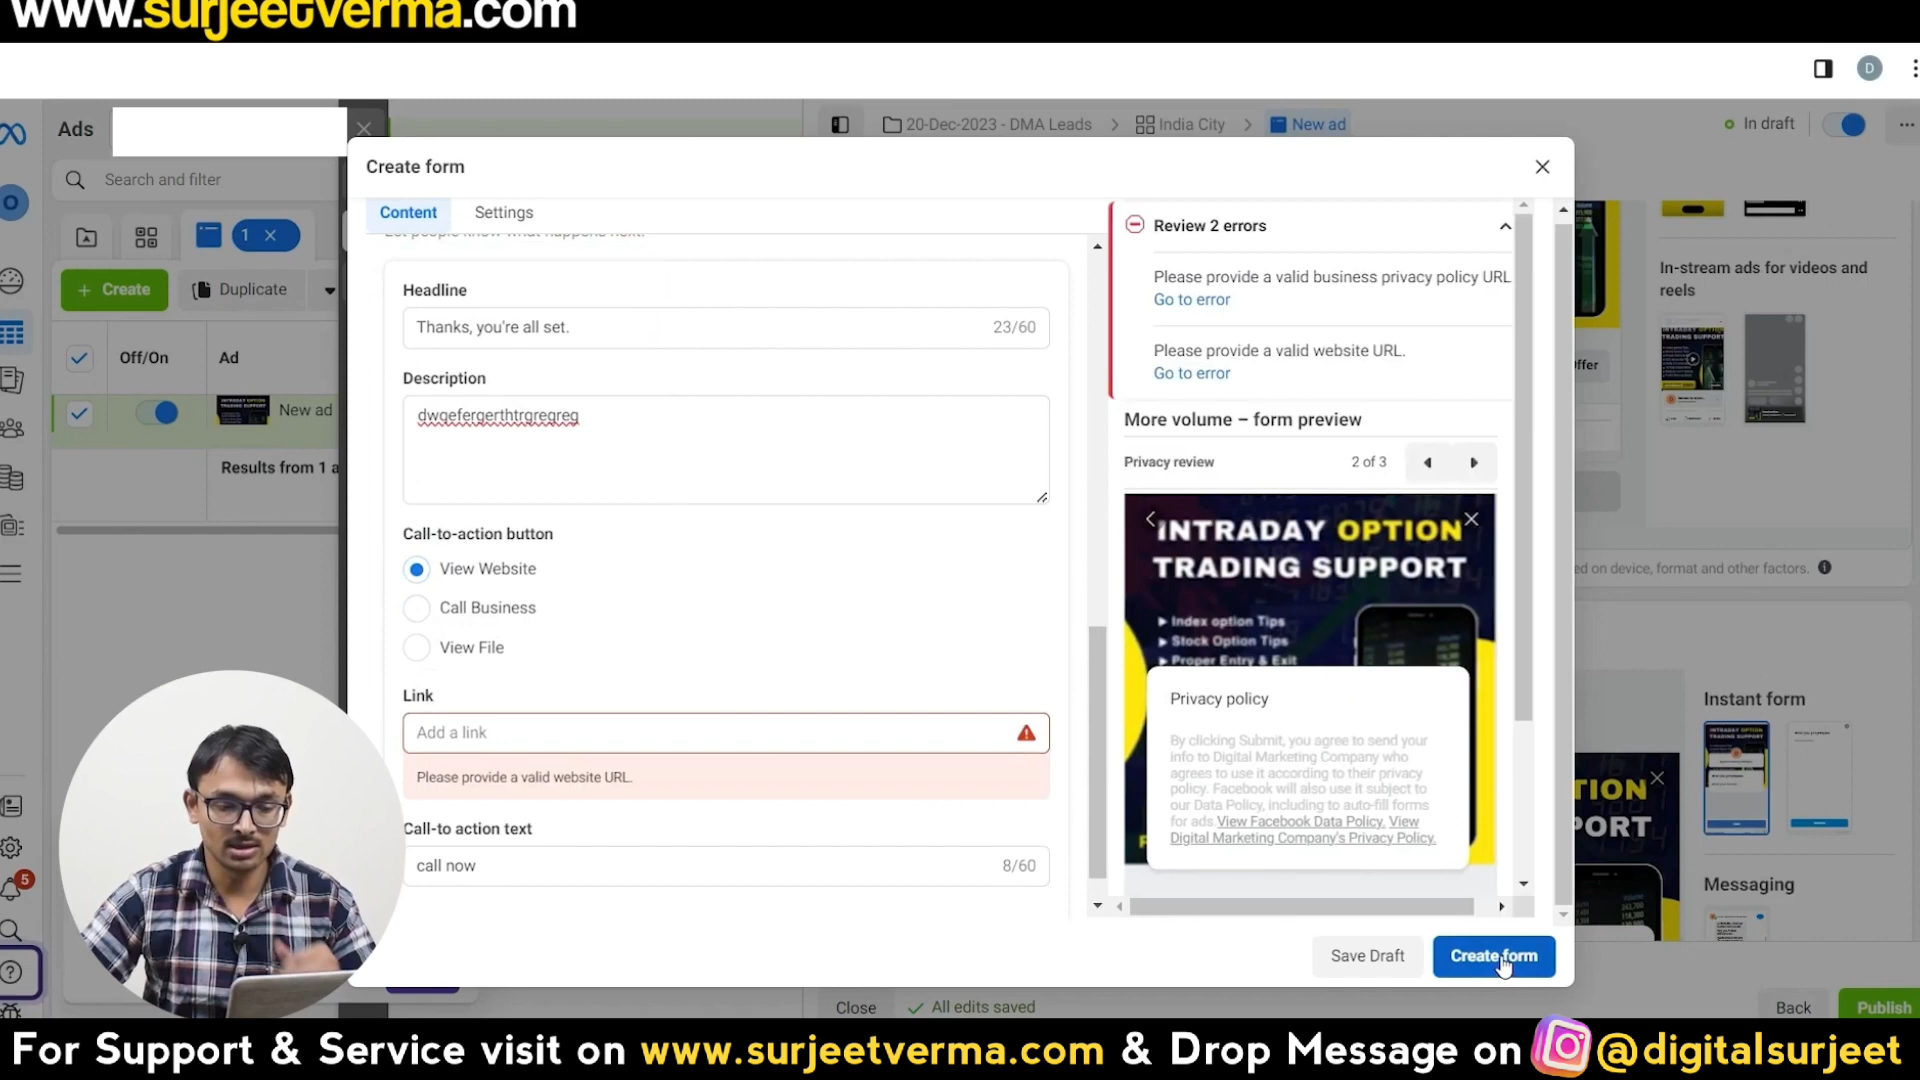 www.surjeetverma.com
D
Ads
20-Dec-2023 - DMA Leads
India City
New ad
In draft
Create form
Search and filter
Content
Settings
Review 2 errors
1
Create
Duplicate
Headline
Thanks, you're all set.
23/60
Please provide a valid business privacy policy URL
Go to error
In-stream ads for videos and
reels
Off/On
Ad
Description
dwqefergerthtrgregreg
Please provide a valid website URL.
Go to error
New ad
More volume – form preview
Results from 1 a
Privacy review
2 of 3
Call-to-action button
View Website
Call Business
View File
INTRADAY OPTION
TRADING SUPPORT
Index option Tips
Stock Option Tips
Proper Entry & Exit
ed on device, format and other factors.
Link
Add a link
Please provide a valid website URL.
Privacy policy
By clicking Submit, you agree to send your
info to Digital Marketing Company who
agrees to use it according to their privacy
policy. Facebook will also use it subject to
our Data Policy, including to auto-fill forms
for ads. View Facebook Data Policy. View
Digital Marketing Company's Privacy Policy.
Instant form
TION
PORT
Call-to action text
call now
8/60
Messaging
5
Save Draft
Create form
Close
All edits saved
Back
Publish
For Support & Service visit on www.surjeetverma.com & Drop Message on @digitalsurjeet